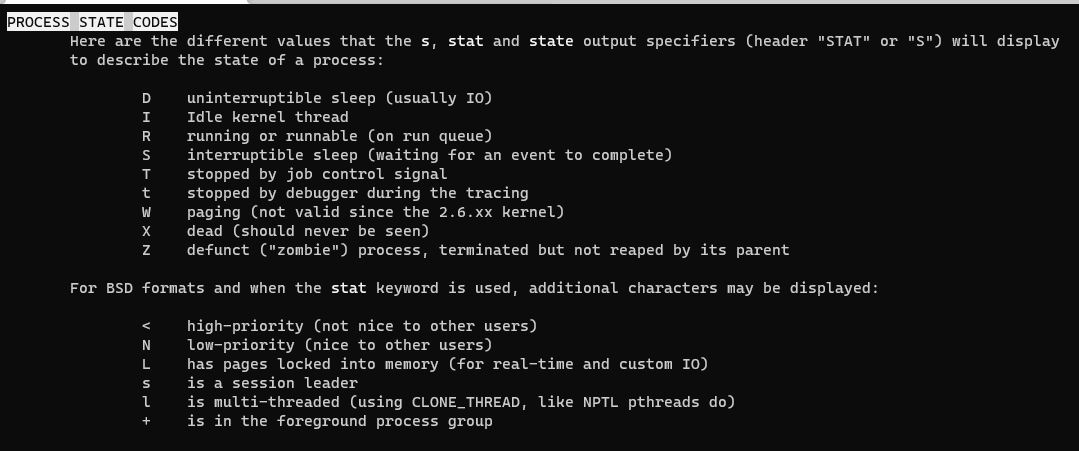 PROCESS STATE CODES
Here are the different values that the s, stat and state output specifiers (header "STAT" or "S") will display
to describe the state of a process:
D    uninterruptible sleep (usually IO)
I    Idle kernel thread
R    running or runnable (on run queue)
S    interruptible sleep (waiting for an event to complete)
T    stopped by job control signal
t    stopped by debugger during the tracing
W    paging (not valid since the 2.6.xx kernel)
X    dead (should never be seen)
Z    defunct ("zombie") process, terminated but not reaped by its parent
For BSD formats and when the stat keyword is used, additional characters may be displayed:
<    high-priority (not nice to other users)
N    low-priority (nice to other users)
L    has pages locked into memory (for real-time and custom IO)
s    is a session leader
l    is multi-threaded (using CLONE_THREAD, like NPTL pthreads do)
+    is in the foreground process group